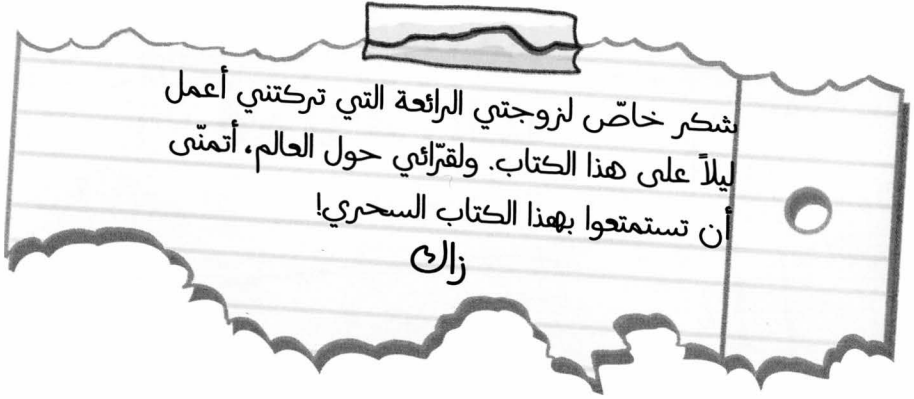 شكر خاصّ لزوجتي الرائعة التي تركتني أعمل
ليلاً على هذا الكتاب. ولقرّائي حول العالم، أتمنّى
أن تستمتعوا بهذا الكتاب السحري!
زاك